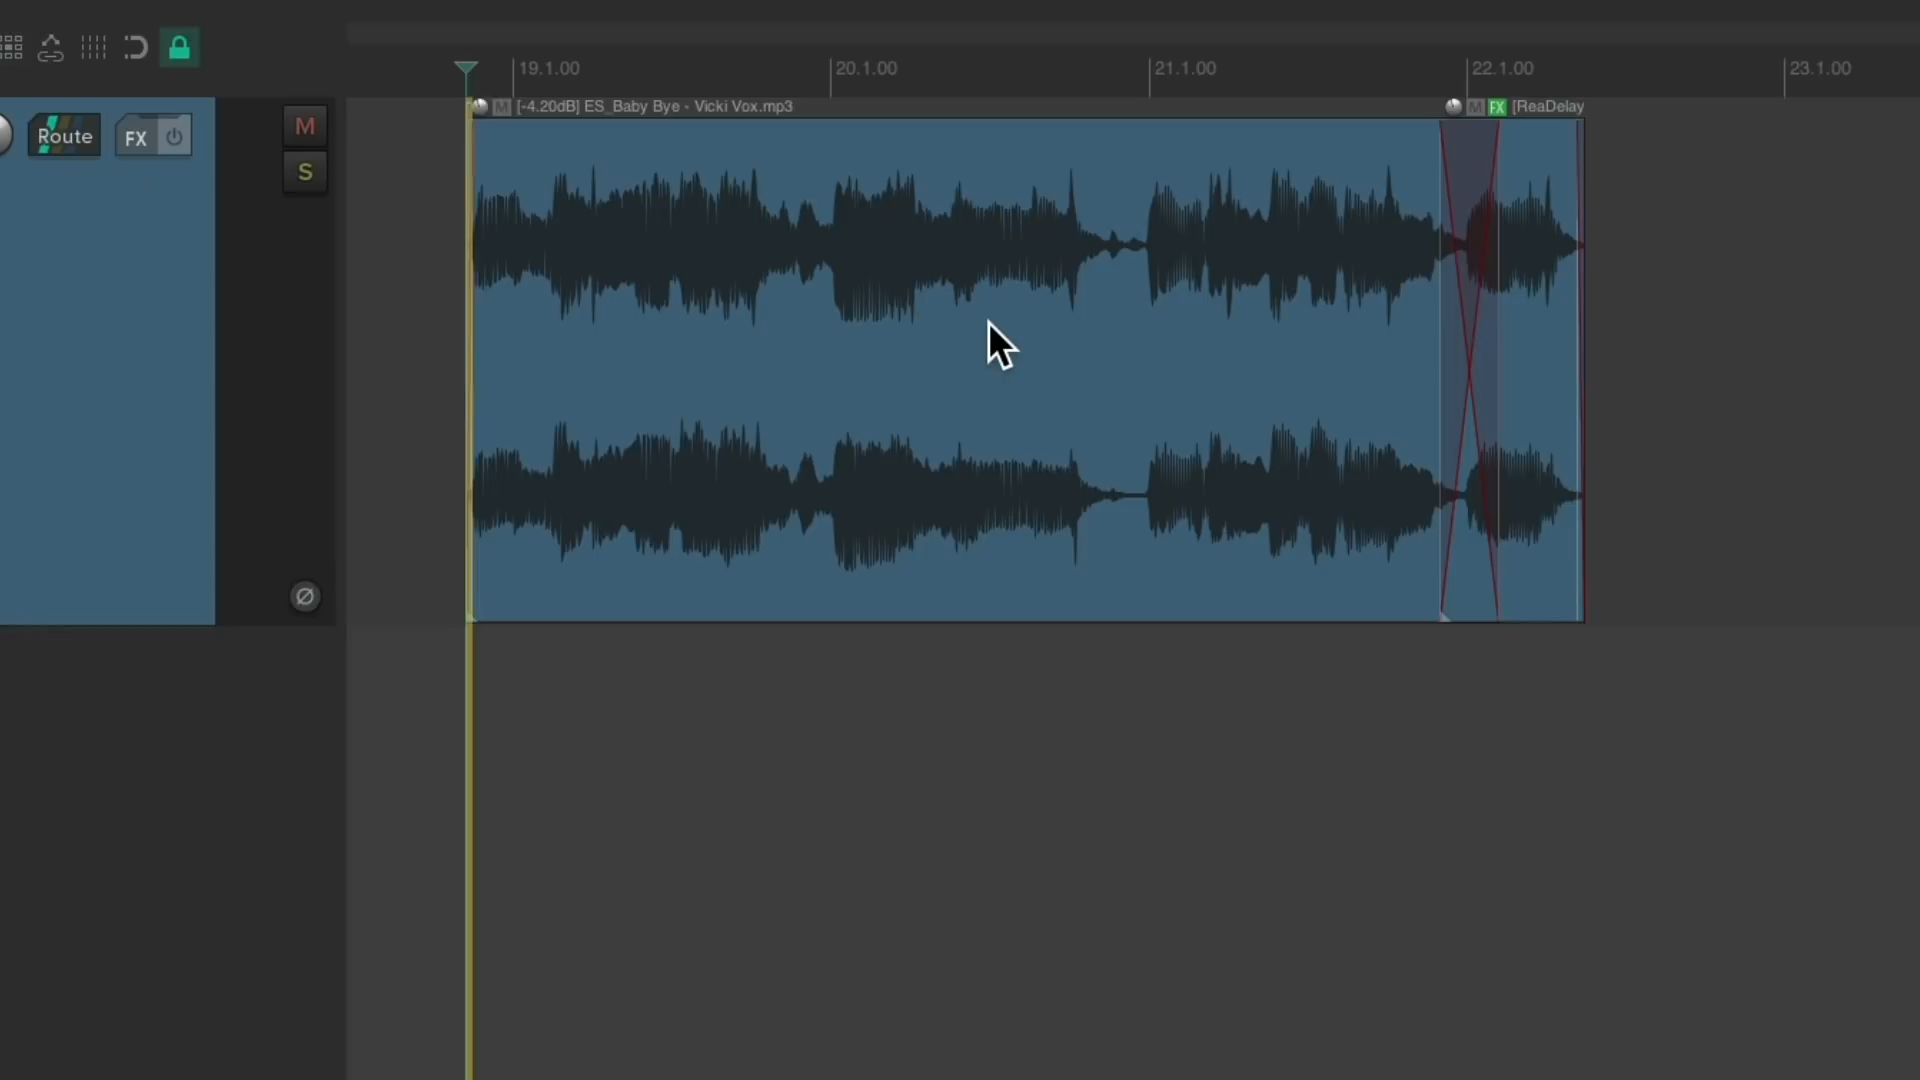 19.1.00 20.1.00 21.1.00 22.1.00 23.1.00
M [-4.20dB] ES_Baby Bye - Vicki Vox.mp3 M FX [ReaDelay
Route FX M
S